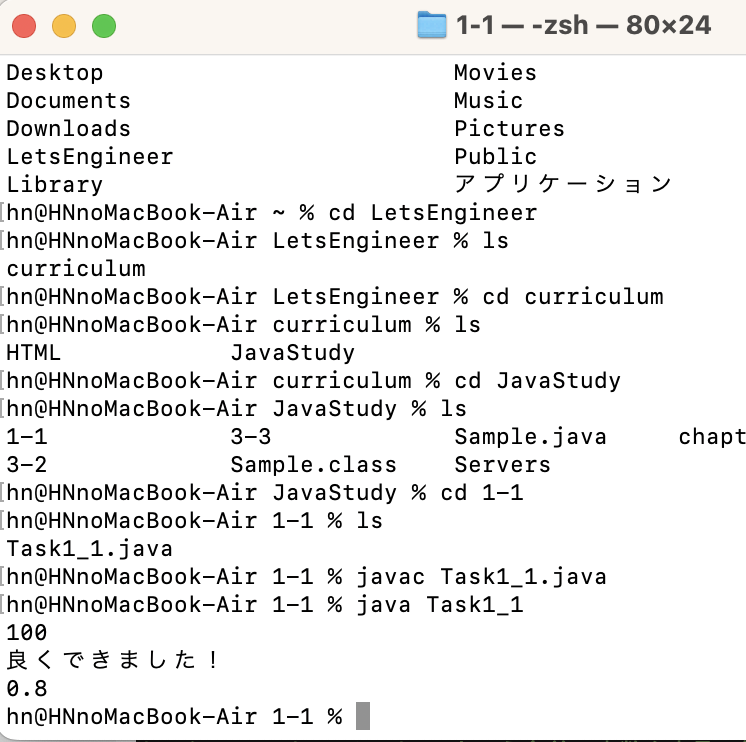 1-1 — -zsh — 80×24
Desktop Movies
Documents Music
Downloads Pictures
LetsEngineer Public
Library アプリケーション
hn@HNnoMacBook-Air ~ % cd LetsEngineer
hn@HNnoMacBook-Air LetsEngineer % ls
curriculum
hn@HNnoMacBook-Air LetsEngineer % cd curriculum
hn@HNnoMacBook-Air curriculum % ls
HTML JavaStudy
hn@HNnoMacBook-Air curriculum % cd JavaStudy
hn@HNnoMacBook-Air JavaStudy % ls
1-1 3-3 Sample.java chapt
3-2 Sample.class Servers
hn@HNnoMacBook-Air JavaStudy % cd 1-1
hn@HNnoMacBook-Air 1-1 % ls
Task1_1.java
hn@HNnoMacBook-Air 1-1 % javac Task1_1.java
hn@HNnoMacBook-Air 1-1 % java Task1_1
100
良くできました！
0.8
hn@HNnoMacBook-Air 1-1 %